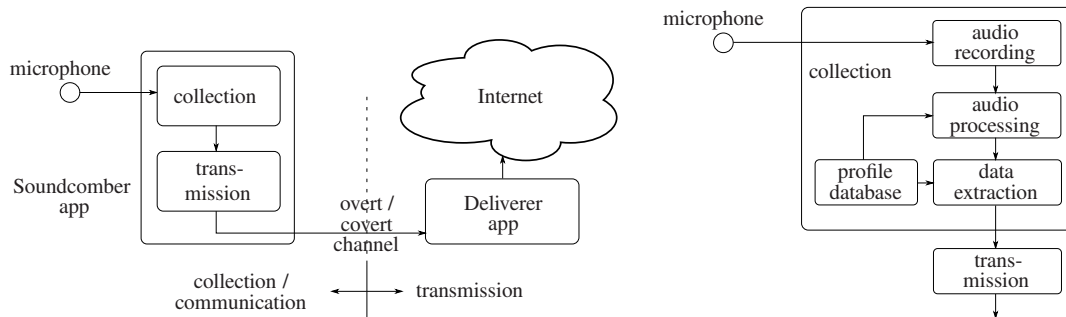 microphone
collection
trans-
mission
Soundcomber
app
overt /
covert
channel
Internet
Deliverer
app
collection /
communication
transmission
microphone
collection
audio
recording
audio
processing
profile
database
data
extraction
trans-
mission